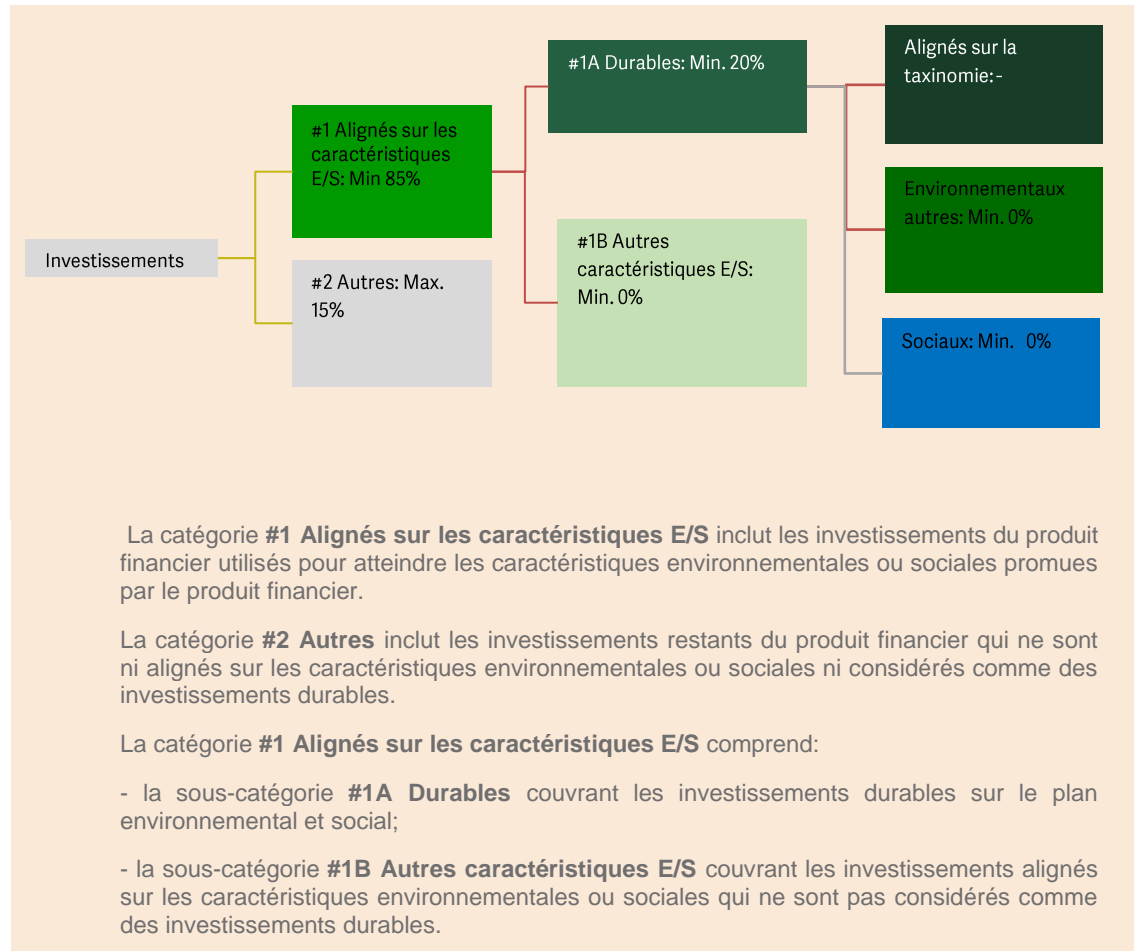 Investissements
#1 Alignés sur les
caractéristiques
E/S: Min 85%
#2 Autres: Max.
15%
#1A Durables: Min. 20%
#1B Autres
caractéristiques E/S:
Min. 0%
Alignés sur la
taxinomie:-
Environnementaux
autres: Min. 0%
Sociaux: Min. 0%
La catégorie #1 Alignés sur les caractéristiques E/S inclut les investissements du produit
financier utilisés pour atteindre les caractéristiques environnementales ou sociales promues
par le produit financier.
La catégorie #2 Autres inclut les investissements restants du produit financier qui ne sont
ni alignés sur les caractéristiques environnementales ou sociales ni considérés comme des
investissements durables.
La catégorie #1 Alignés sur les caractéristiques E/S comprend:
- la sous-catégorie #1A Durables couvrant les investissements durables sur le plan
environnemental et social;
- la sous-catégorie #1B Autres caractéristiques E/S couvrant les investissements alignés
sur les caractéristiques environnementales ou sociales qui ne sont pas considérés comme
des investissements durables.